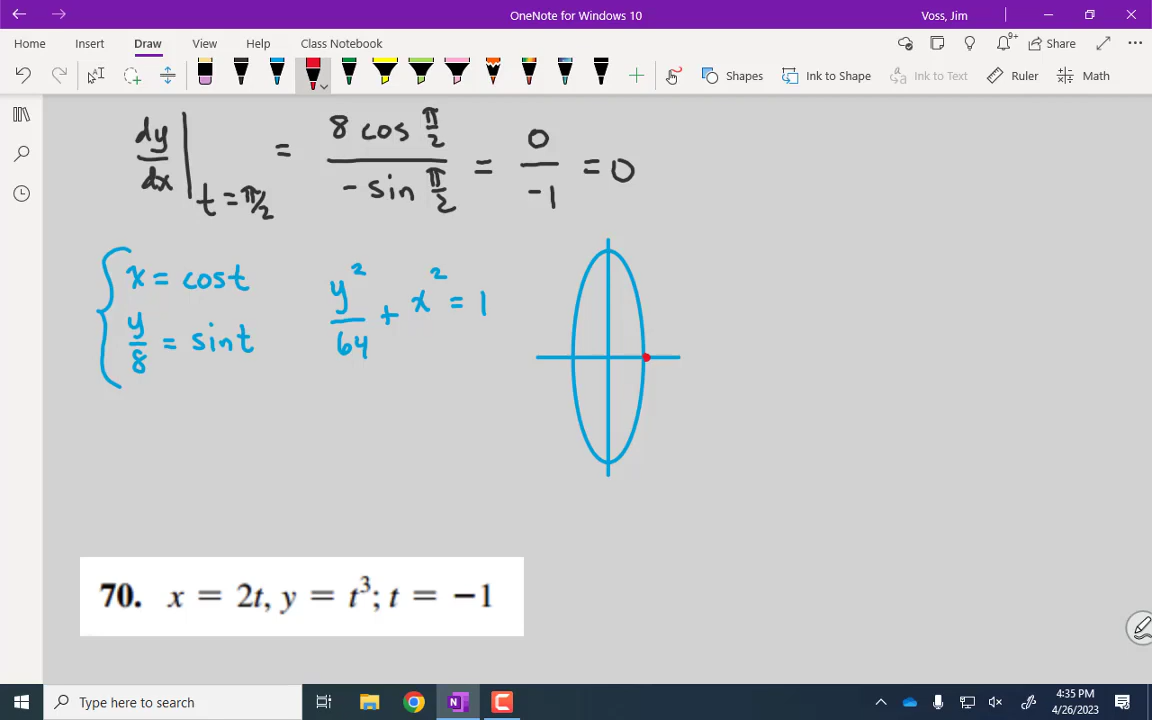 OneNote for Windows 10
Voss, Jim
Home Insert Draw View Help Class Notebook
9+ Share
Shapes Ink to Shape Ink to Text Ruler Math
dy/dx | t = π/2 = 8 cos π/2 / - sin π/2 = 0 / -1 = 0
x = cost
y/8 = sint
y²/64 + x² = 1
70. x = 2t, y = t³; t = −1
Type here to search
4:35 PM
4/26/2023